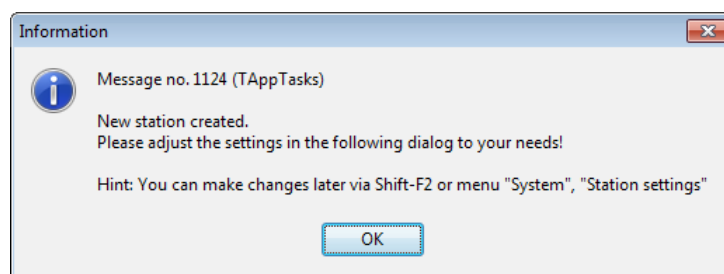 Information
Message no. 1124 (TAppTasks)
New station created.
Please adjust the settings in the following dialog to your needs!
Hint: You can make changes later via Shift-F2 or menu "System", "Station settings"
OK